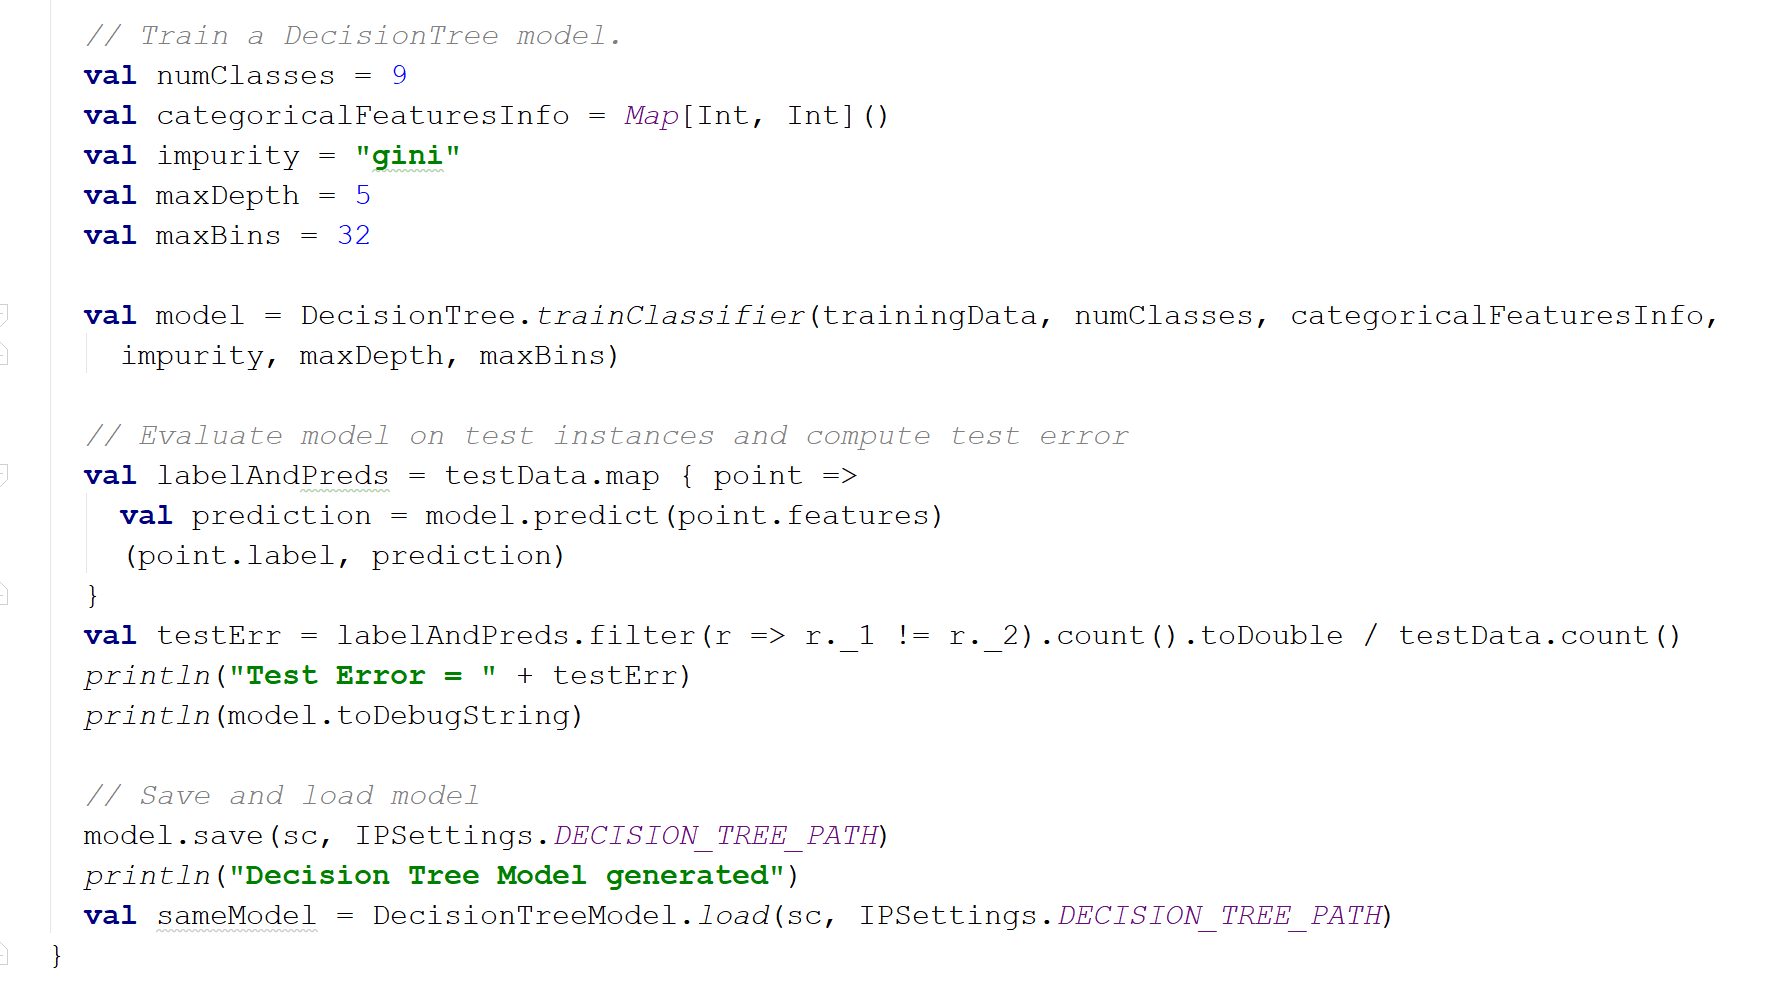 // Train a DecisionTree model.
val numClasses = 9
val categoricalFeaturesInfo = Map[Int, Int]()
val impurity = "gini"
val maxDepth = 5
val maxBins = 32
val model = DecisionTree.trainClassifier(trainingData, numClasses, categoricalFeaturesInfo,
impurity, maxDepth, maxBins)
// Evaluate model on test instances and compute test error
val labelAndPreds = testData.map { point =>
val prediction = model.predict(point.features)
(point.label, prediction)
}
val testErr = labelAndPreds.filter(r => r._1 != r._2).count().toDouble / testData.count()
println("Test Error = " + testErr)
println(model.toDebugString)
// Save and load model
model.save(sc, IPSettings.DECISION_TREE_PATH)
println("Decision Tree Model generated")
val sameModel = DecisionTreeModel.load(sc, IPSettings.DECISION_TREE_PATH)
}